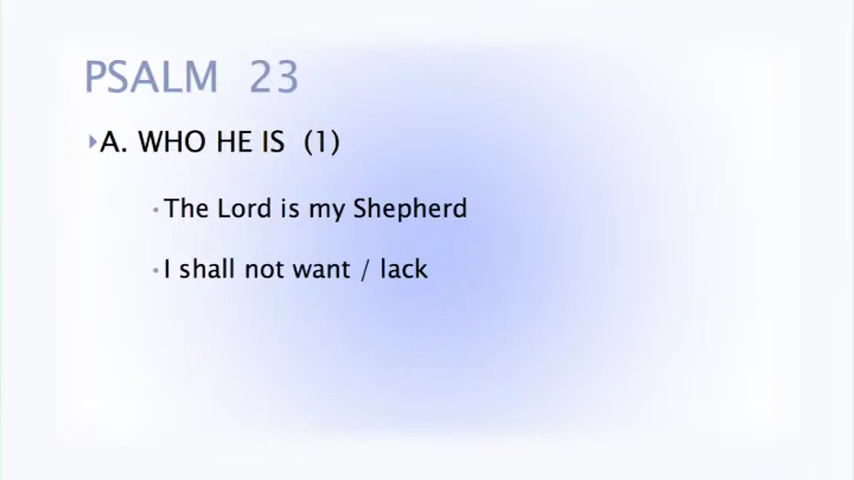 PSALM 23
A. WHO HE IS (1)
The Lord is my Shepherd
I shall not want / lack